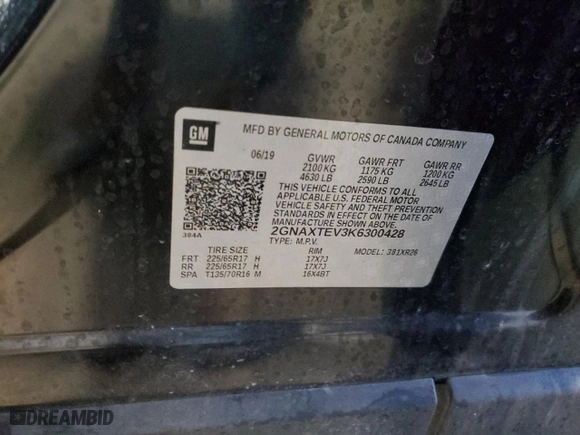 GM
MFD BY GENERAL MOTORS OF CANADA COMPANY
06/19 GVWR GAWR FRT GAWR RR
2100 KG 1175 KG 1200 KG
4630 LB 2590 LB 2645 LB
THIS VEHICLE CONFORMS TO ALL
APPLICABLE U.S. FEDERAL MOTOR
VEHICLE SAFETY AND THEFT
PREVENTION STANDARDS IN EFFECT
ON THE DATE OF
MANUFACTURE SHOWN ABOVE.
384A 2GNAXTEV3K6300428
TYPE: M.P.V. MODEL: 381XR26
TIRE SIZE RIM
FRT 225/65R17 H 17X7J
RR 225/65R17 H 17X7J
SPA T135/70R16 M 16X4BT
DREAMBID